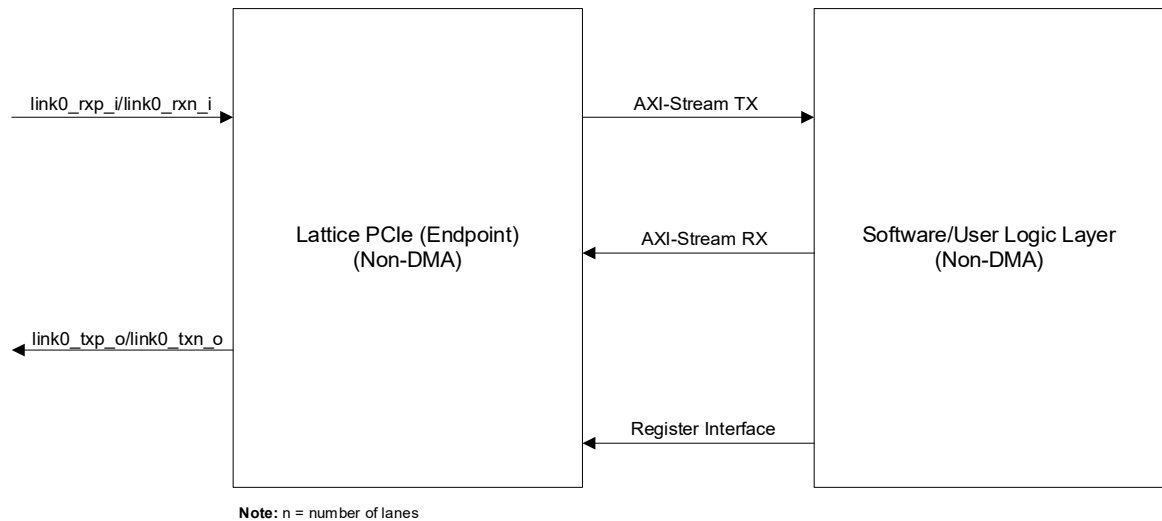 link0_rxp_i/link0_rxn_i
AXI-Stream TX
Lattice PCIe (Endpoint)
(Non-DMA)
AXI-Stream RX
Software/User Logic Layer
(Non-DMA)
link0_txp_o/link0_txn_o
Register Interface
Note: n = number of lanes